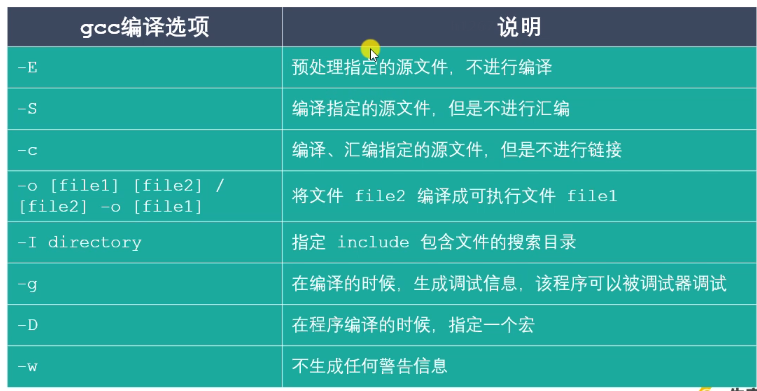 gcc编译选项 说明
-E 预处理指定的源文件，不进行编译
-S 编译指定的源文件，但是不进行汇编
-c 编译、汇编指定的源文件，但是不进行链接
-o [file1] [file2] /
[file2] -o [file1] 将文件 file2 编译成可执行文件 file1
-I directory 指定 include 包含文件的搜索目录
-g 在编译的时候，生成调试信息，该程序可以被调试器调试
-D 在程序编译的时候，指定一个宏
-w 不生成任何警告信息